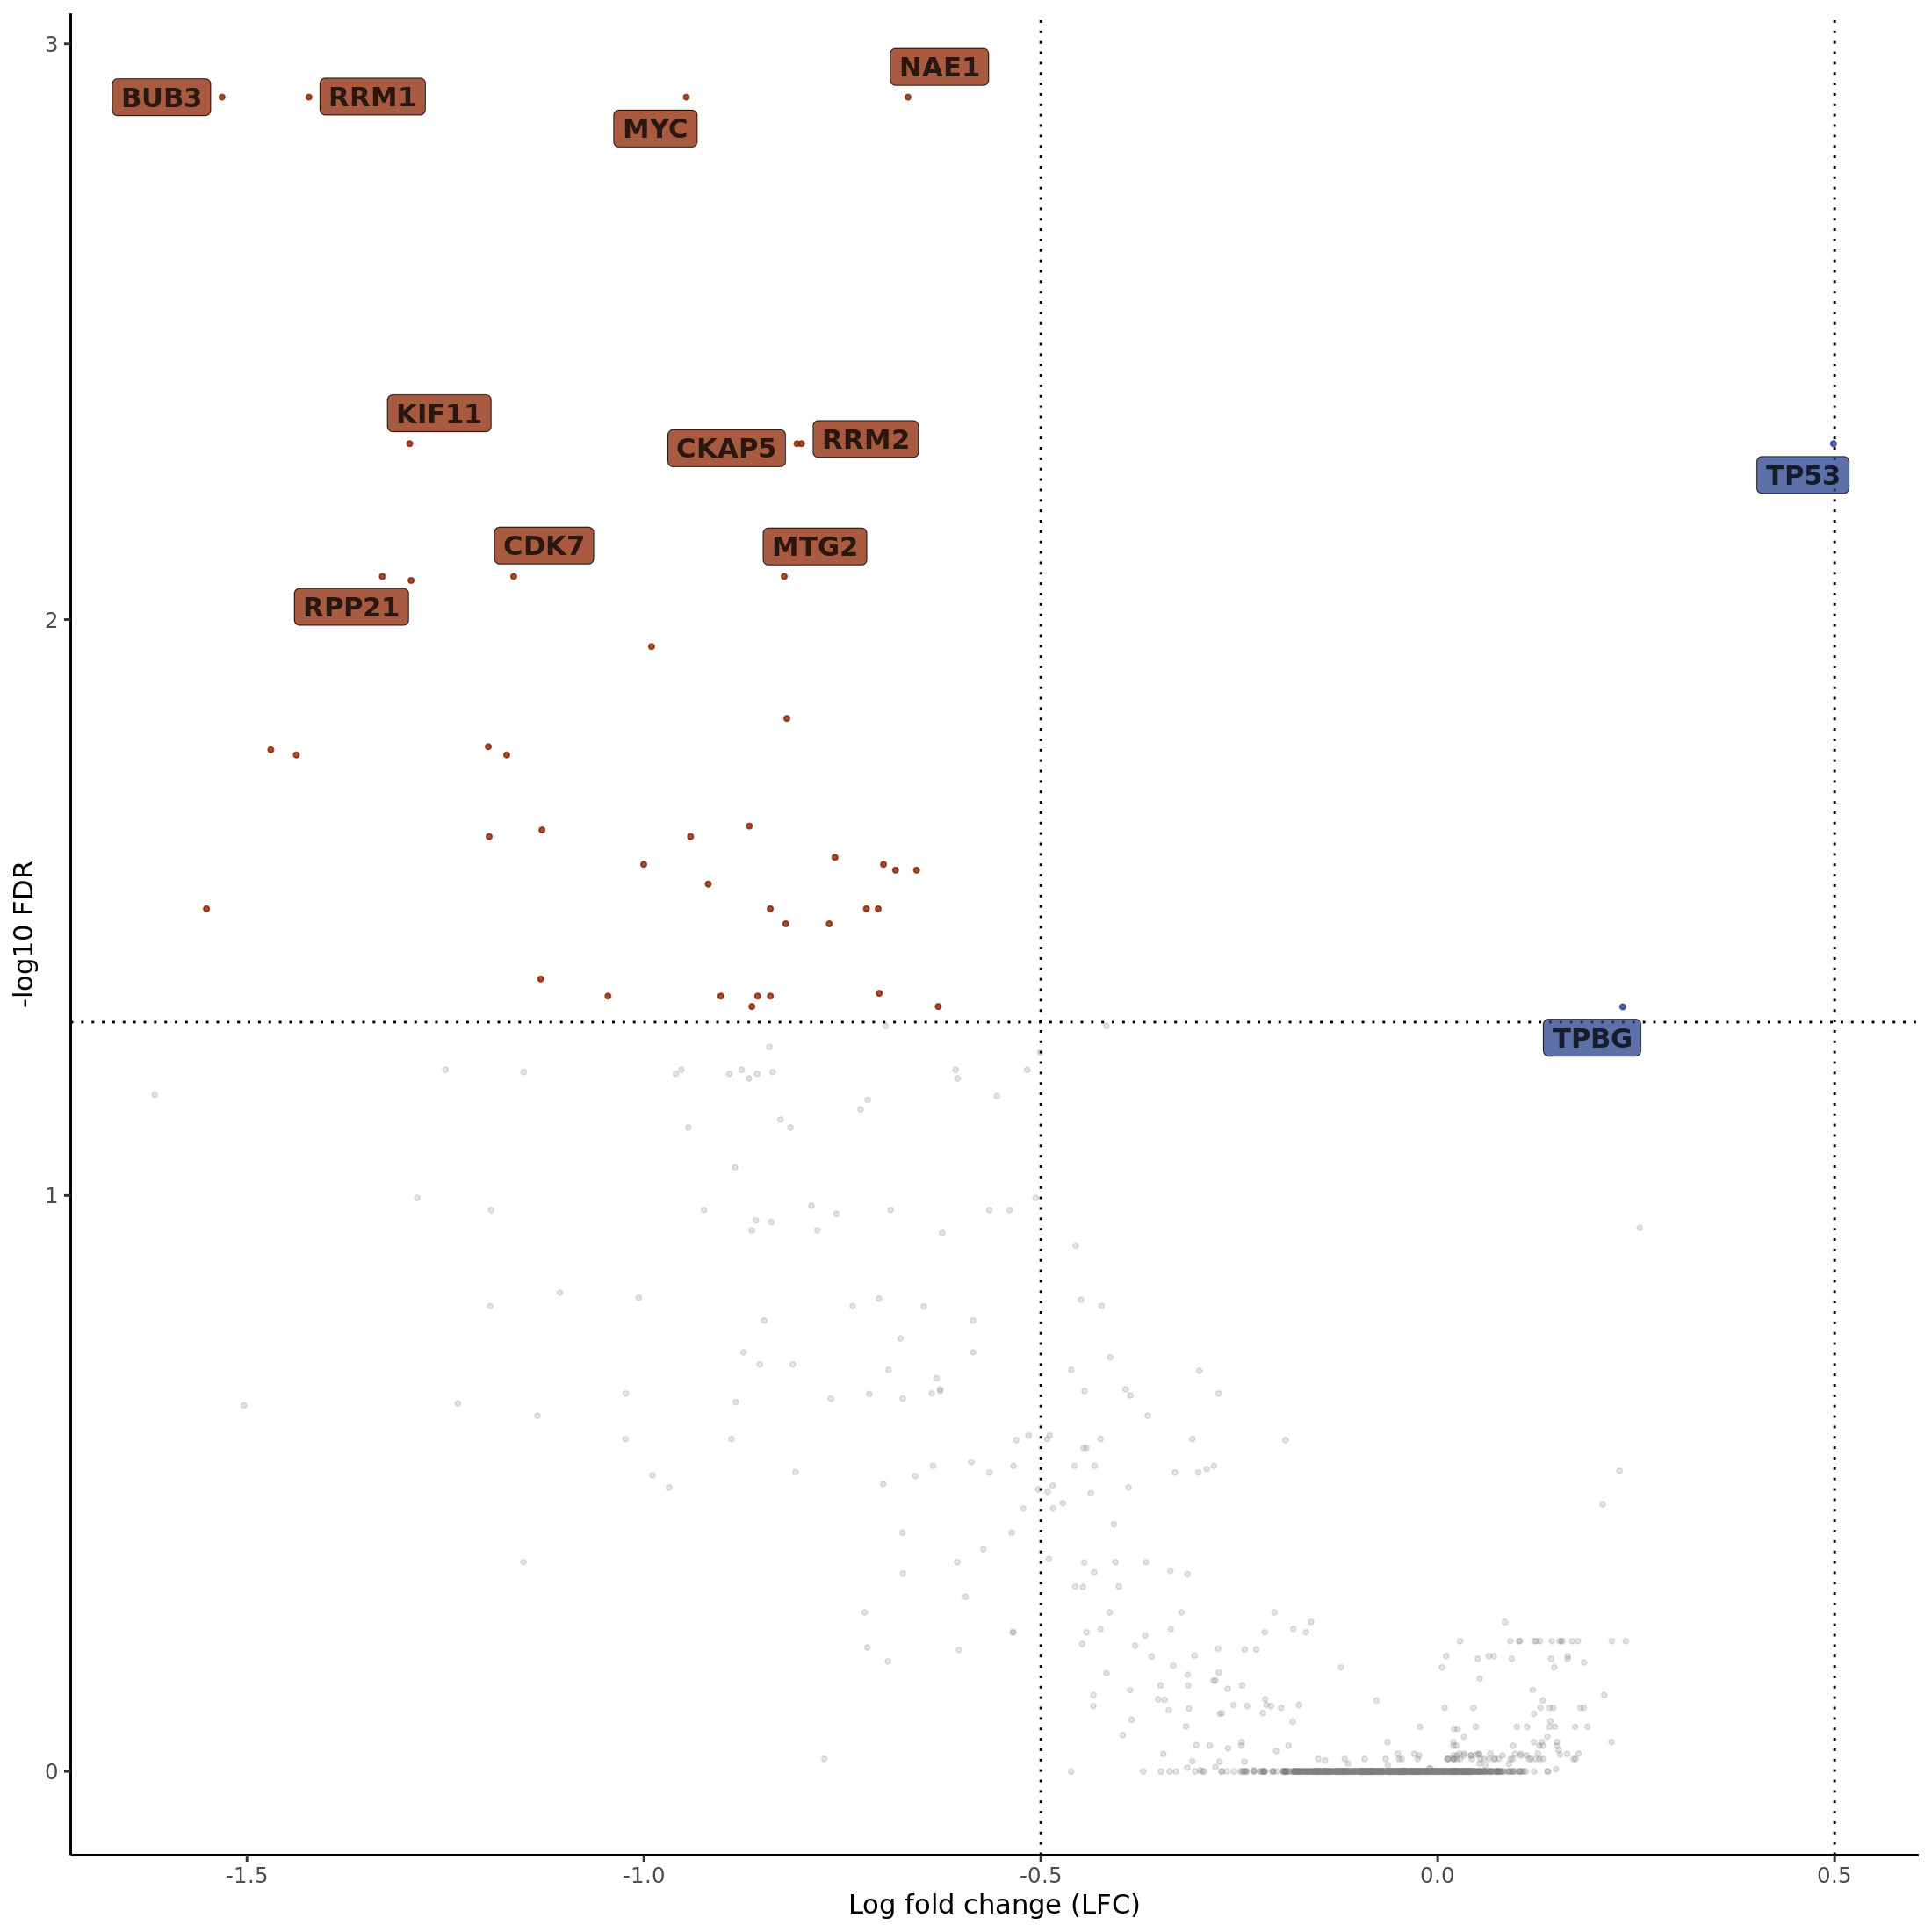 3
NAE1
BUB3
RRM1
MYC
KIF11
CKAP5
RRM2
TP53
CDK7
MTG2
RPP21
2
-log10 FDR
TPBG
1
0
-1.5
-1.0
-0.5
0.0
0.5
Log fold change (LFC)